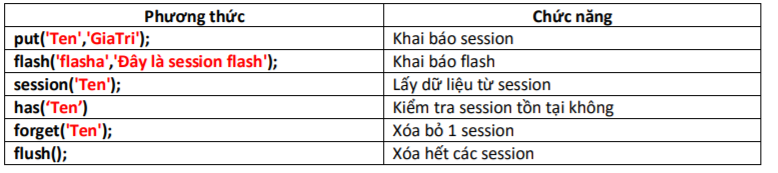 Phương thức Chức năng
put('Ten','GiaTri'); Khai báo session
flash('flasha','Đây là session flash'); Khai báo flash
session('Ten'); Lấy dữ liệu từ session
has(‘Ten’) Kiểm tra session tồn tại không
forget('Ten'); Xóa bỏ 1 session
flush(); Xóa hết các session